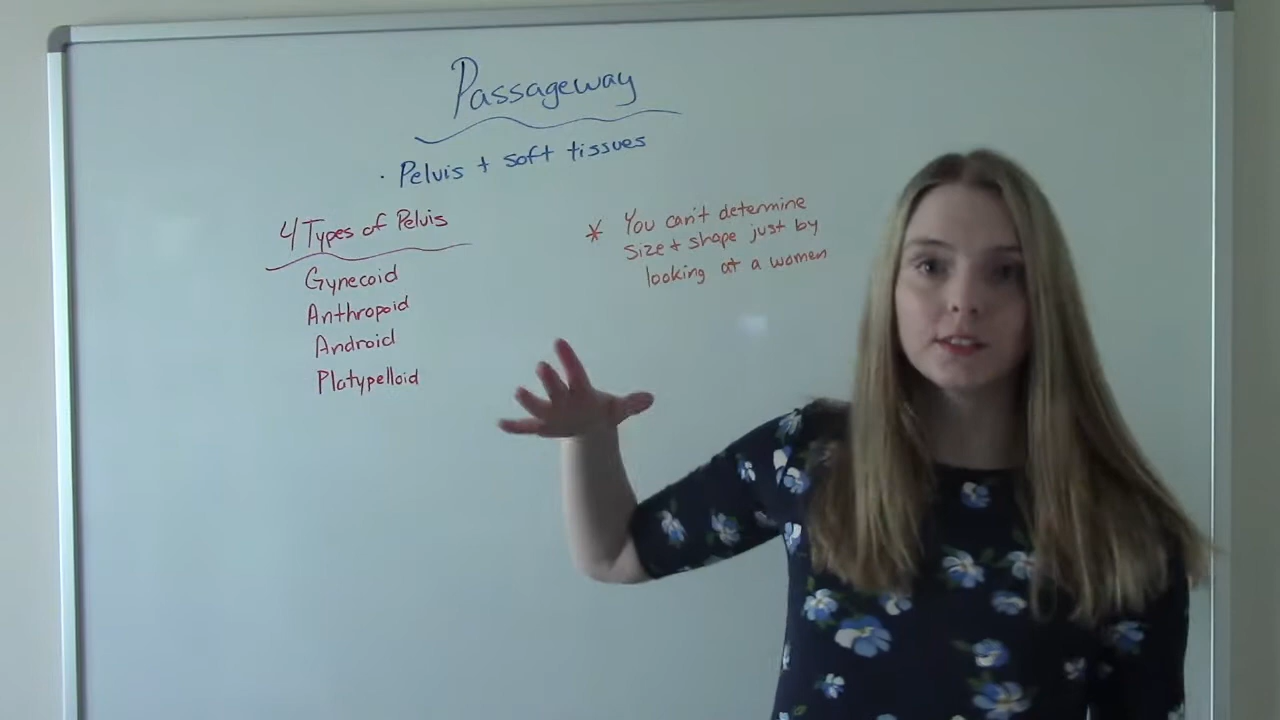 Passageway
• Pelvis + soft tissues
4 Types of Pelvis
Gynecoid
Anthropoid
Android
Platypelloid
* You can't determine
size + shape just by
looking at a women